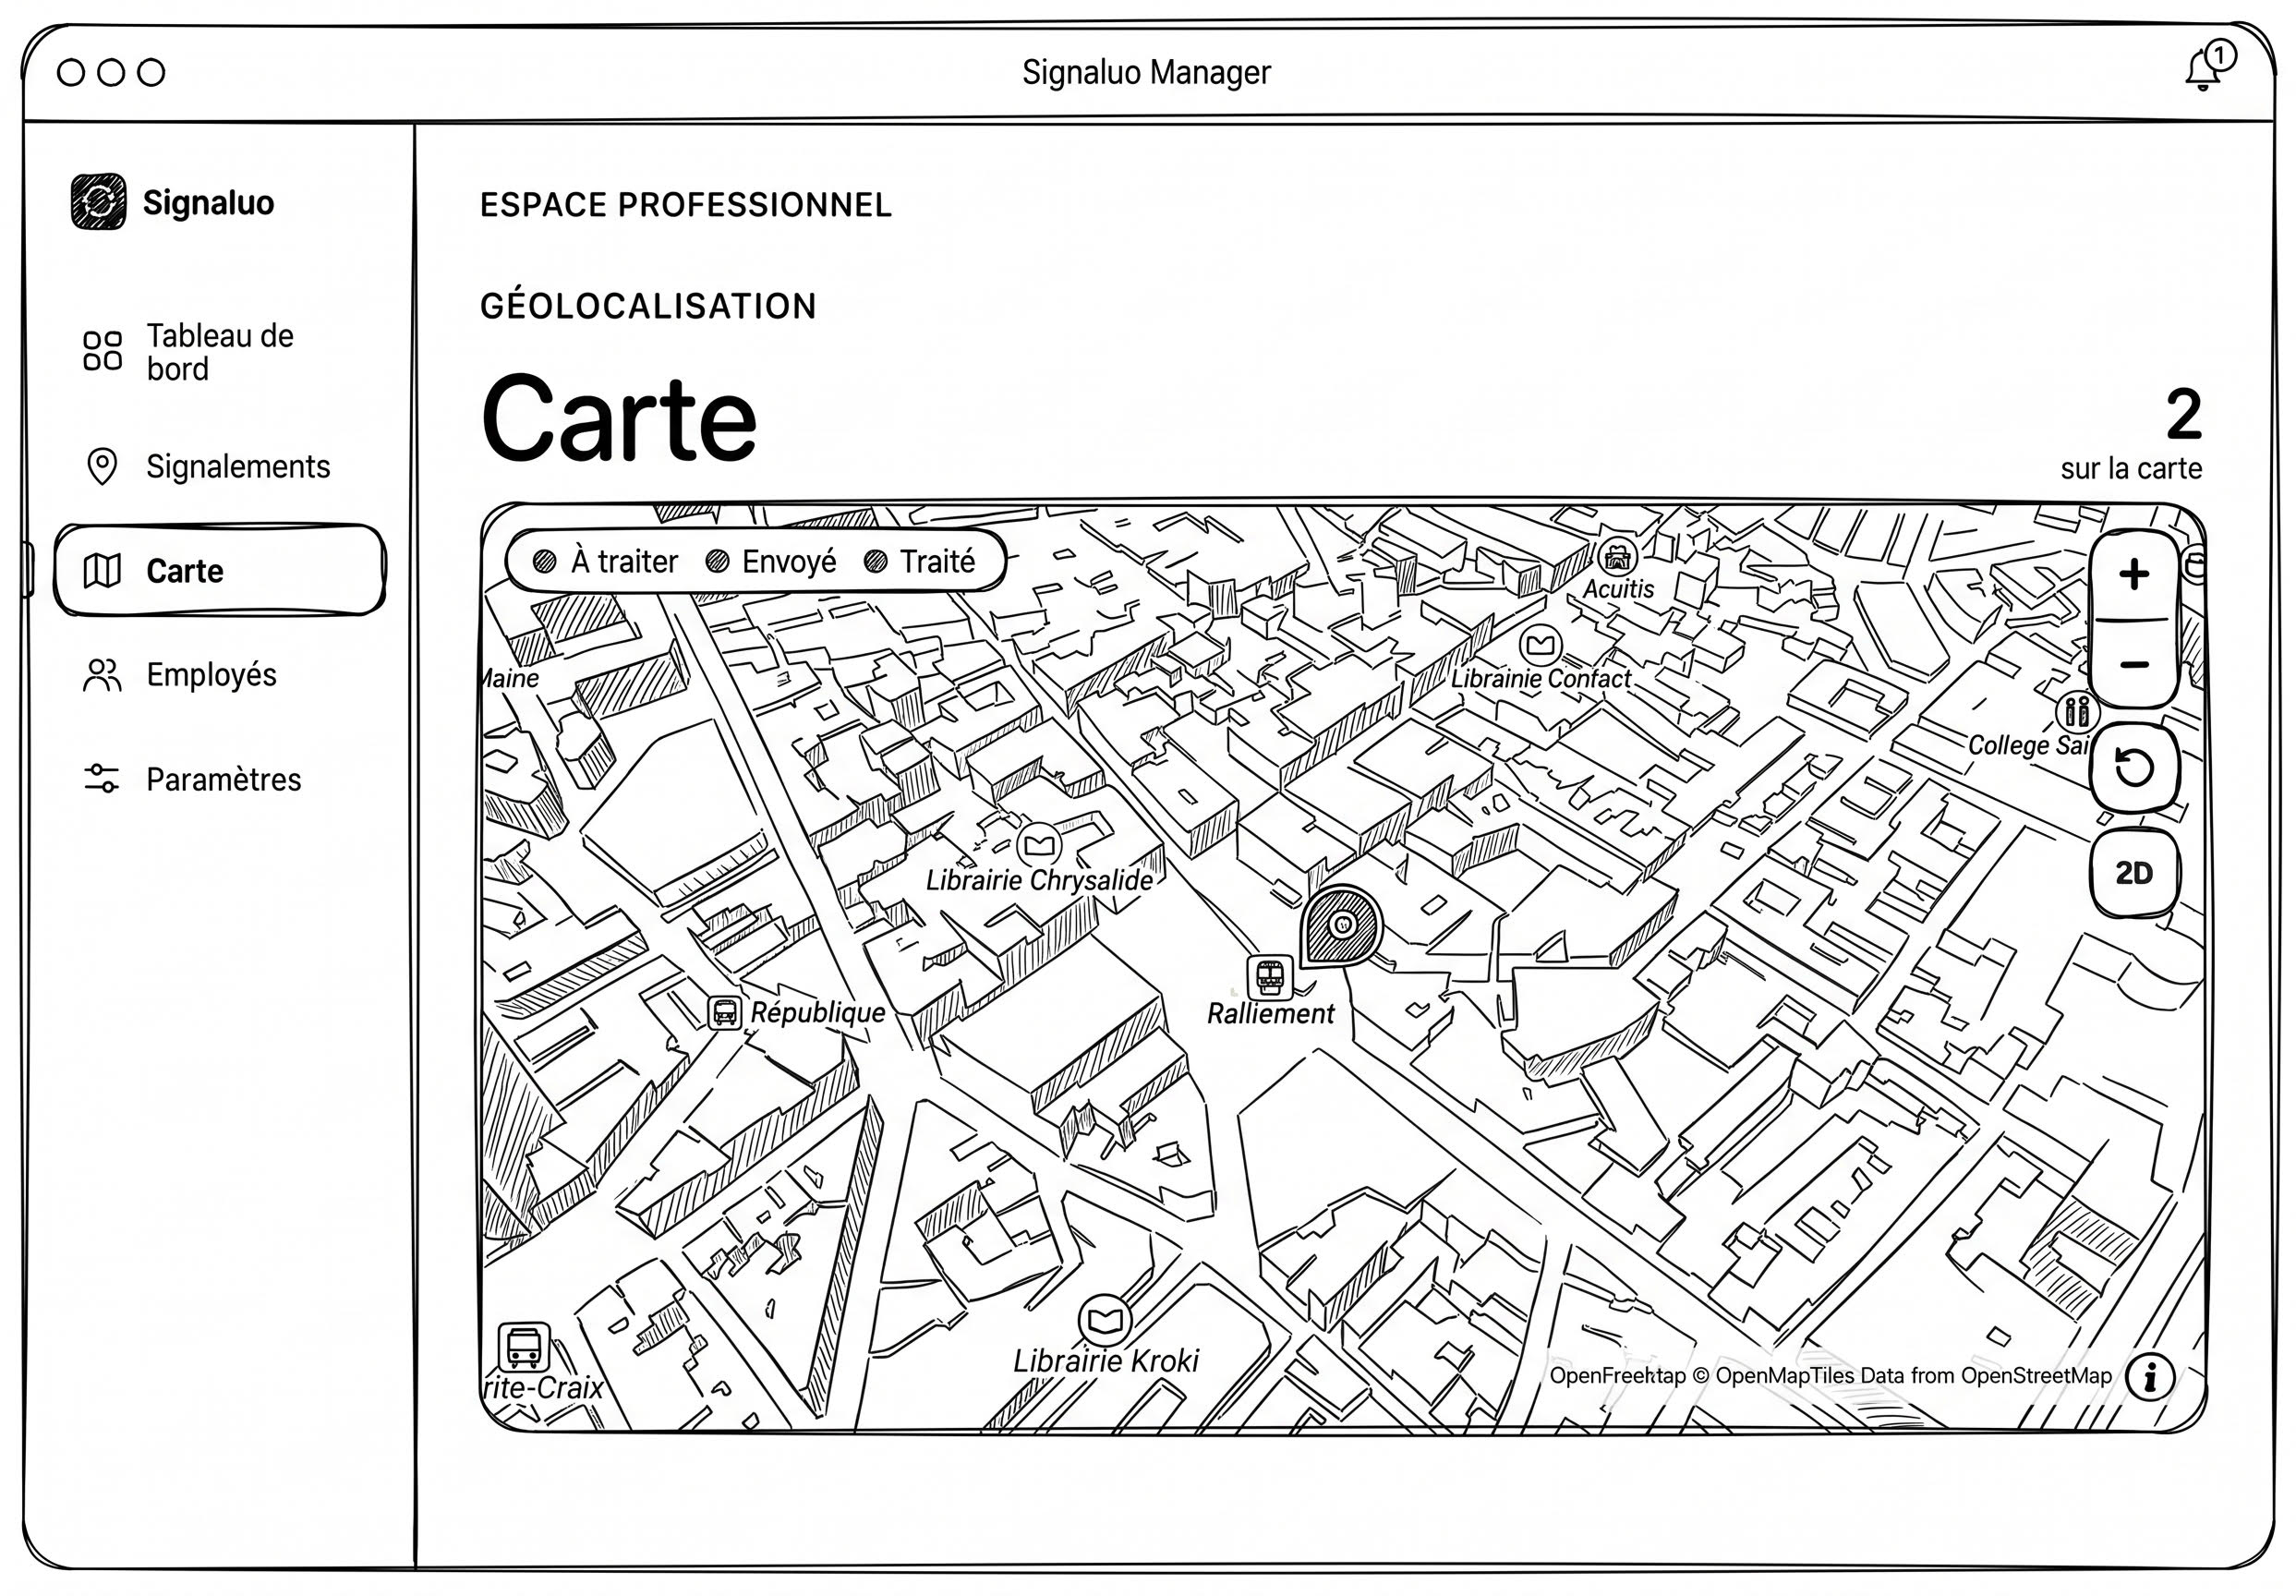 Signaluo Manager
1
Signaluo
Tableau de
bord
Signalements
Carte
Employés
Paramètres
ESPACE PROFESSIONNEL
GÉOLOCALISATION
Carte
2
sur la carte
À traiter
Envoyé
Traité
Acuitis
Librainie Confact
Maine
College Sai
2D
Librairie Chrysalide
République
Ralliement
Librairie Kroki
rite-Craix
© OpenMapTiles Data from OpenStreetMap